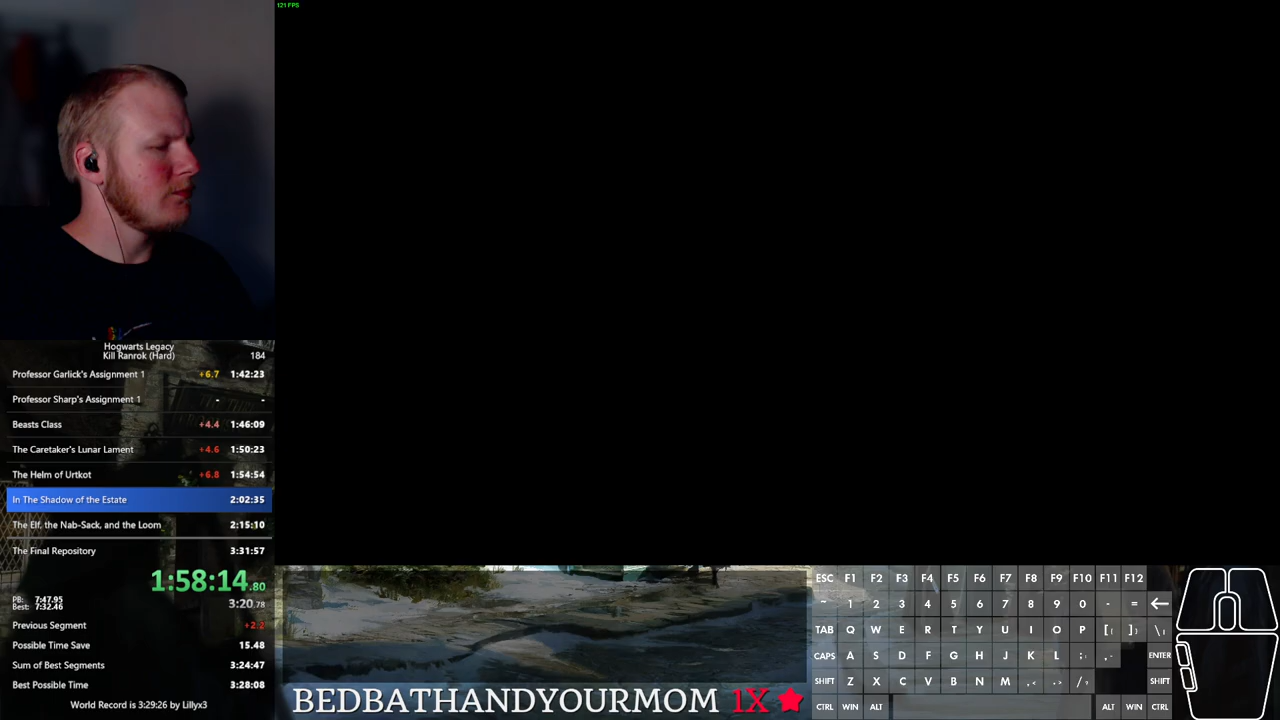 121 FPS
Hogwarts Legacy
Kill Ranrok (Hard) 184
Professor Garlick's Assignment 1 +6.7 1:42:23
Professor Sharp's Assignment 1 - -
Beasts Class +4.4 1:46:09
The Caretaker's Lunar Lament +4.6 1:50:23
The Helm of Urtkot +6.8 1:54:54
In The Shadow of the Estate 2:02:35
The Elf, the Nab-Sack, and the Loom 2:15:10
The Final Repository 3:31:57
1:58:14.80
PB: 7:47.95
Best: 7:32.46 3:20.78
Previous Segment +2.2
Possible Time Save 15.48
Sum of Best Segments 3:24:47
Best Possible Time 3:28:08
World Record is 3:29:26 by Lillyx3
BEDBATHANDYOURMOM 1X
ESC F1 F2 F3 F4 F5 F6 F7 F8 F9 F10 F11 F12
~ 1 2 3 4 5 6 7 8 9 0 - = ←
TAB Q W E R T Y U I O P [{ ]} \|
CAPS A S D F G H J K L ;: ,. ENTER
SHIFT Z X C V B N M ,< .> /? SHIFT
CTRL WIN ALT ALT WIN CTRL